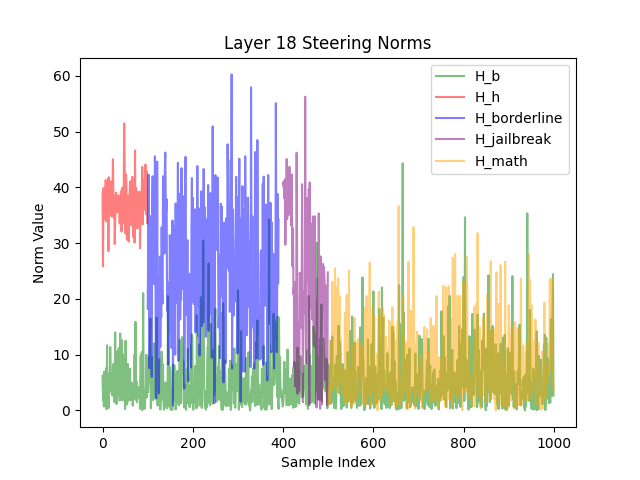 Layer 18 Steering Norms
H_b
H_h
H_borderline
H_jailbreak
H_math
Norm Value
60
50
40
30
20
10
0
0 200 400 600 800 1000
Sample Index